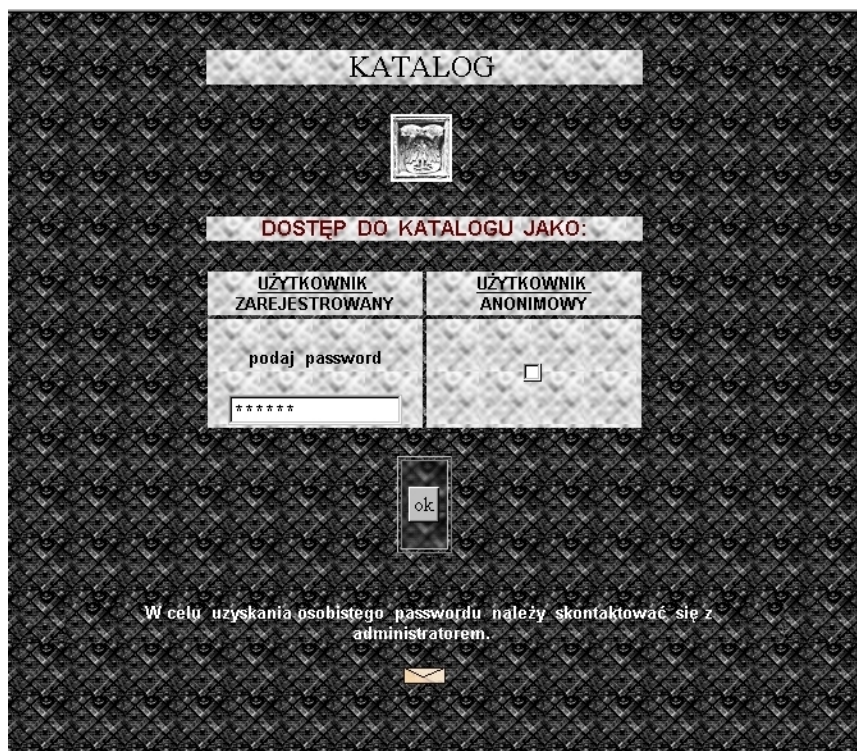 KATALOG
DOSTĘP DO KATALOGU JAKO:
UŻYTKOWNIK
ZAREJESTROWANY
UŻYTKOWNIK
ANONIMOWY
podaj password
******
ok
W celu uzyskania osobistego passwordu należy skontaktować się z
administratorem.